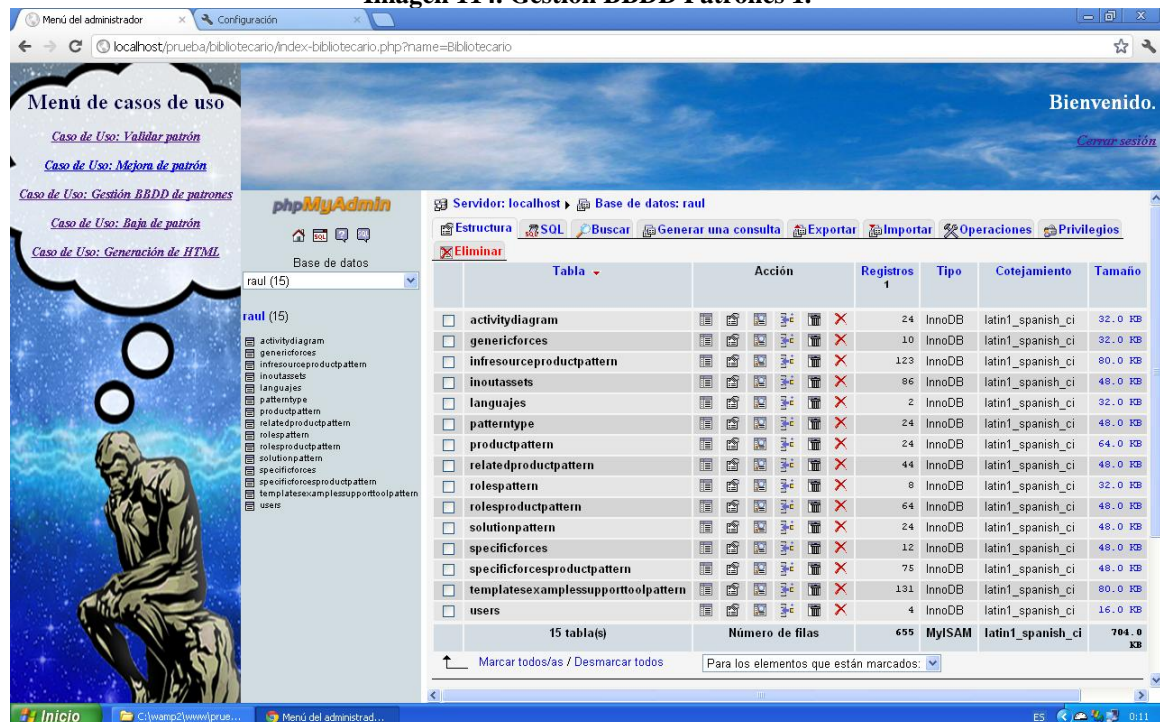 Imagen 114. Gestión BBDD Patrones 1.
Menú del administrador
Configuración
localhost/prueba/bibliotecario/index-bibliotecario.php?name=Bibliotecario
Menú de casos de uso
Caso de Uso: Validar patrón
Caso de Uso: Mejora de patrón
Caso de Uso: Gestión BBDD de patrones
Caso de Uso: Baja de patrón
Caso de Uso: Generación de HTML
Bienvenido.
Cerrar sesión
phpMyAdmin
SQL
Base de datos
raul (15)
raul (15)
activitydiagram
genericforces
infresourceproductpattern
inoutassets
languajes
patterntype
productpattern
relatedproductpattern
rolespattern
rolesproductpattern
solutionpattern
specificforces
specificforcesproductpattern
templatesexamplessupporttoolpattern
users
Servidor: localhost Base de datos: raul
Estructura SQL Buscar Generar una consulta Exportar Importar Operaciones Privilegios
Eliminar
Tabla Acción Registros 1 Tipo Cotejamiento Tamaño
activitydiagram 24 InnoDB latin1_spanish_ci 32.0 KB
genericforces 10 InnoDB latin1_spanish_ci 32.0 KB
infresourceproductpattern 123 InnoDB latin1_spanish_ci 80.0 KB
inoutassets 86 InnoDB latin1_spanish_ci 48.0 KB
languajes 2 InnoDB latin1_spanish_ci 32.0 KB
patterntype 24 InnoDB latin1_spanish_ci 48.0 KB
productpattern 24 InnoDB latin1_spanish_ci 64.0 KB
relatedproductpattern 44 InnoDB latin1_spanish_ci 48.0 KB
rolespattern 8 InnoDB latin1_spanish_ci 32.0 KB
rolesproductpattern 64 InnoDB latin1_spanish_ci 48.0 KB
solutionpattern 24 InnoDB latin1_spanish_ci 48.0 KB
specificforces 12 InnoDB latin1_spanish_ci 48.0 KB
specificforcesproductpattern 75 InnoDB latin1_spanish_ci 48.0 KB
templatesexamplessupporttoolpattern 131 InnoDB latin1_spanish_ci 80.0 KB
users 4 InnoDB latin1_spanish_ci 16.0 KB
15 tabla(s) Número de filas 655 MyISAM latin1_spanish_ci 704.0 KB
Marcar todos/as / Desmarcar todos Para los elementos que están marcados:
Inicio C:\wamp2\www\prue... Menú del administrad... ES 0:11